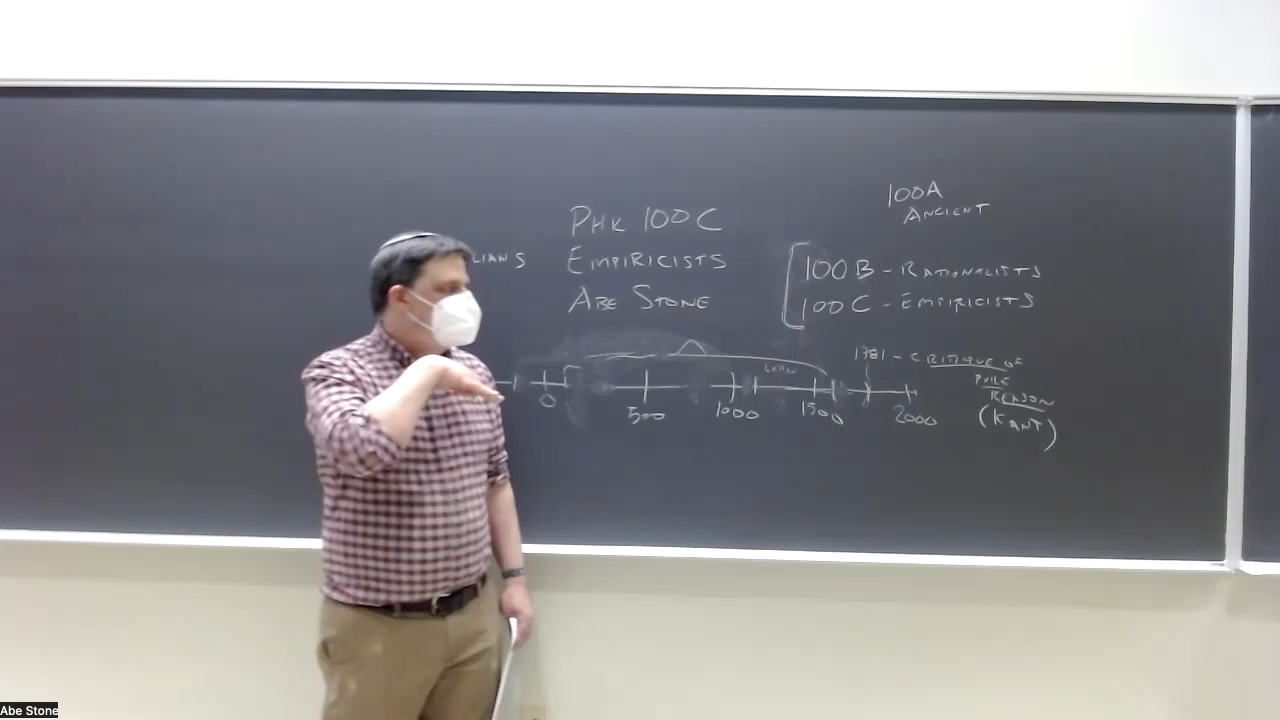 PHIL 100C
EMPIRICISTS
ABE STONE
LIANS
100A
ANCIENT
100B - RATIONALISTS
100C - EMPIRICISTS
1781 - CRITIQUE OF
PURE
REASON
(KANT)
0
500
1000
1500
2000
Abe Stone